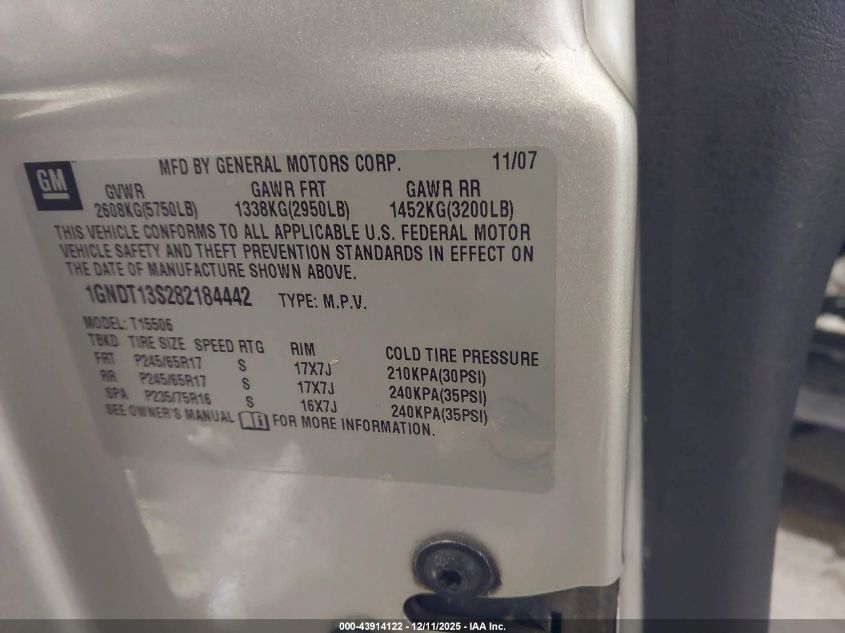 GM
MFD BY GENERAL MOTORS CORP. 11/07
GVWR GAWR FRT GAWR RR
2608KG(5750LB) 1338KG(2950LB) 1452KG(3200LB)
THIS VEHICLE CONFORMS TO ALL APPLICABLE U.S. FEDERAL MOTOR
VEHICLE SAFETY AND THEFT PREVENTION STANDARDS IN EFFECT ON
THE DATE OF MANUFACTURE SHOWN ABOVE.
1GNDT13S282184442 TYPE: M.P.V.
MODEL: T15506
TBKD TIRE SIZE SPEED RTG RIM COLD TIRE PRESSURE
FRT P245/65R17 S 17X7J 210KPA(30PSI)
RR P245/65R17 S 17X7J 240KPA(35PSI)
SPA P235/75R16 S 16X7J 240KPA(35PSI)
SEE OWNER'S MANUAL FOR MORE INFORMATION.
000-43914122 - 12/11/2025 - IAA Inc.